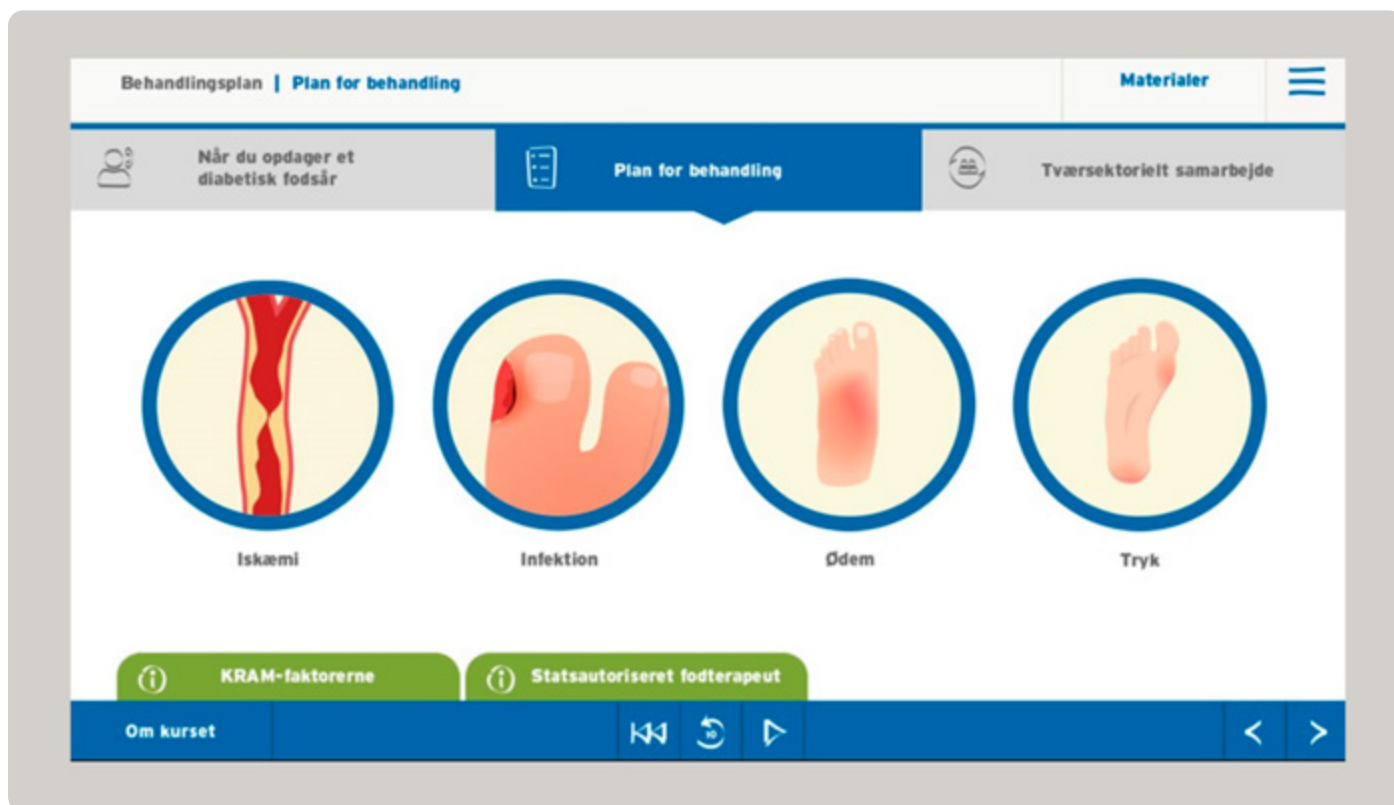 Behandlingsplan | Plan for behandling
Materialer
Når du opdager et
diabetisk fodsår
Plan for behandling
Tværsektorielt samarbejde
Iskæmi
Infektion
Ødem
Tryk
KRAM-faktorerne
Statsautoriseret fodterapeut
Om kurset
10